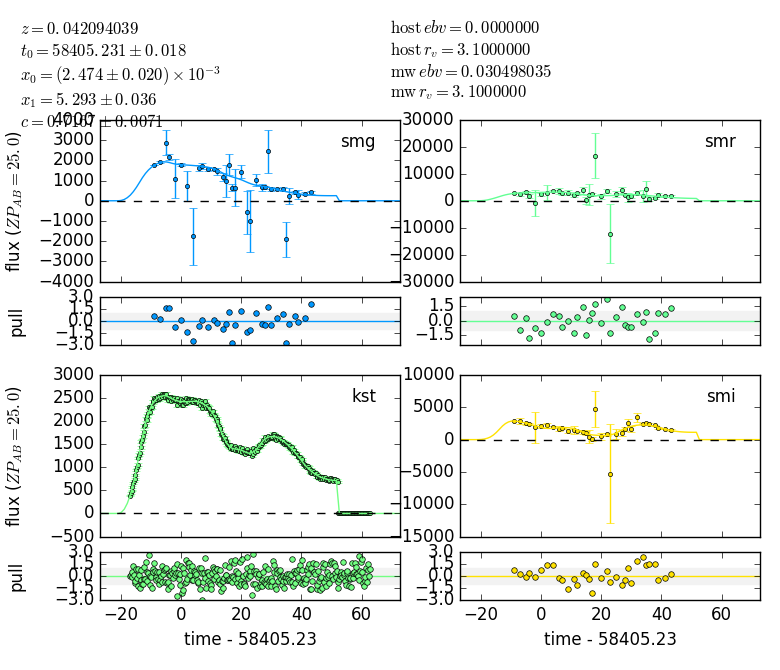 z = 0.042094039
t0 = 58405.231 ± 0.018
x0 = (2.474 ± 0.020) × 10^−3
x1 = 5.293 ± 0.036
c = 0.7167 ± 0.0071
host ebv = 0.0000000
host r_v = 3.1000000
mw ebv = 0.030498035
mw r_v = 3.1000000
flux (ZP_AB = 25.0)
4000
3000
2000
1000
0
−1000
−2000
−3000
−4000
smg
30000
20000
10000
0
−10000
−20000
−30000
smr
pull
3.0
1.5
0.0
−1.5
−3.0
1.5
0.0
−1.5
flux (ZP_AB = 25.0)
3000
2500
2000
1500
1000
500
0
−500
kst
10000
5000
0
−5000
−10000
−15000
smi
pull
3.0
1.5
0.0
−1.5
−3.0
3.0
1.5
0.0
−1.5
−3.0
−20 0 20 40 60
−20 0 20 40 60
time - 58405.23
time - 58405.23